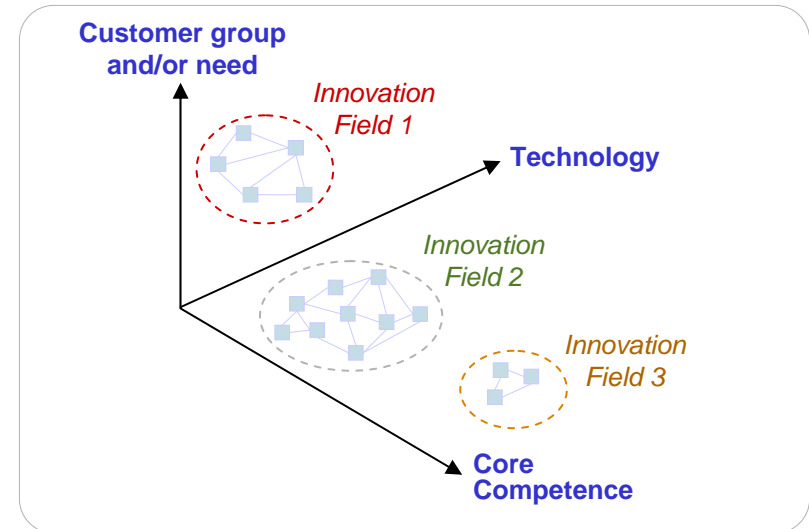 Customer group
and/or need
Innovation
Field 1
Technology
Innovation
Field 2
Innovation
Field 3
Core
Competence